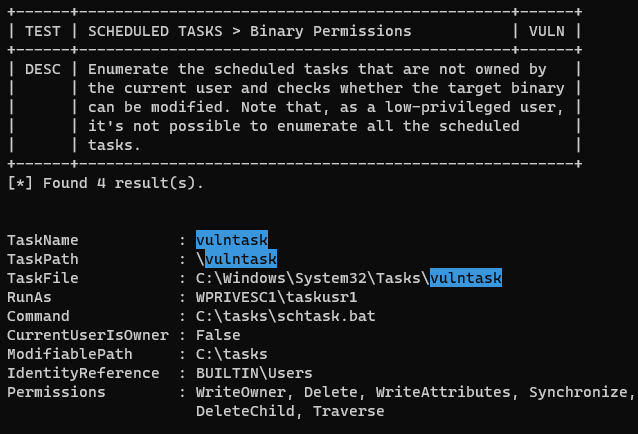 +------+------------------------------------------------+------+
| TEST | SCHEDULED TASKS > Binary Permissions           | VULN |
+------+------------------------------------------------+------+
| DESC | Enumerate the scheduled tasks that are not owned by   |
|      | the current user and checks whether the target binary |
|      | can be modified. Note that, as a low-privileged user, |
|      | it's not possible to enumerate all the scheduled      |
|      | tasks.                                                |
+------+-------------------------------------------------------+
[*] Found 4 result(s).
TaskName           : vulntask
TaskPath           : \vulntask
TaskFile           : C:\Windows\System32\Tasks\vulntask
RunAs              : WPRIVESC1\taskusr1
Command            : C:\tasks\schtask.bat
CurrentUserIsOwner : False
ModifiablePath     : C:\tasks
IdentityReference  : BUILTIN\Users
Permissions        : WriteOwner, Delete, WriteAttributes, Synchronize,
                     DeleteChild, Traverse